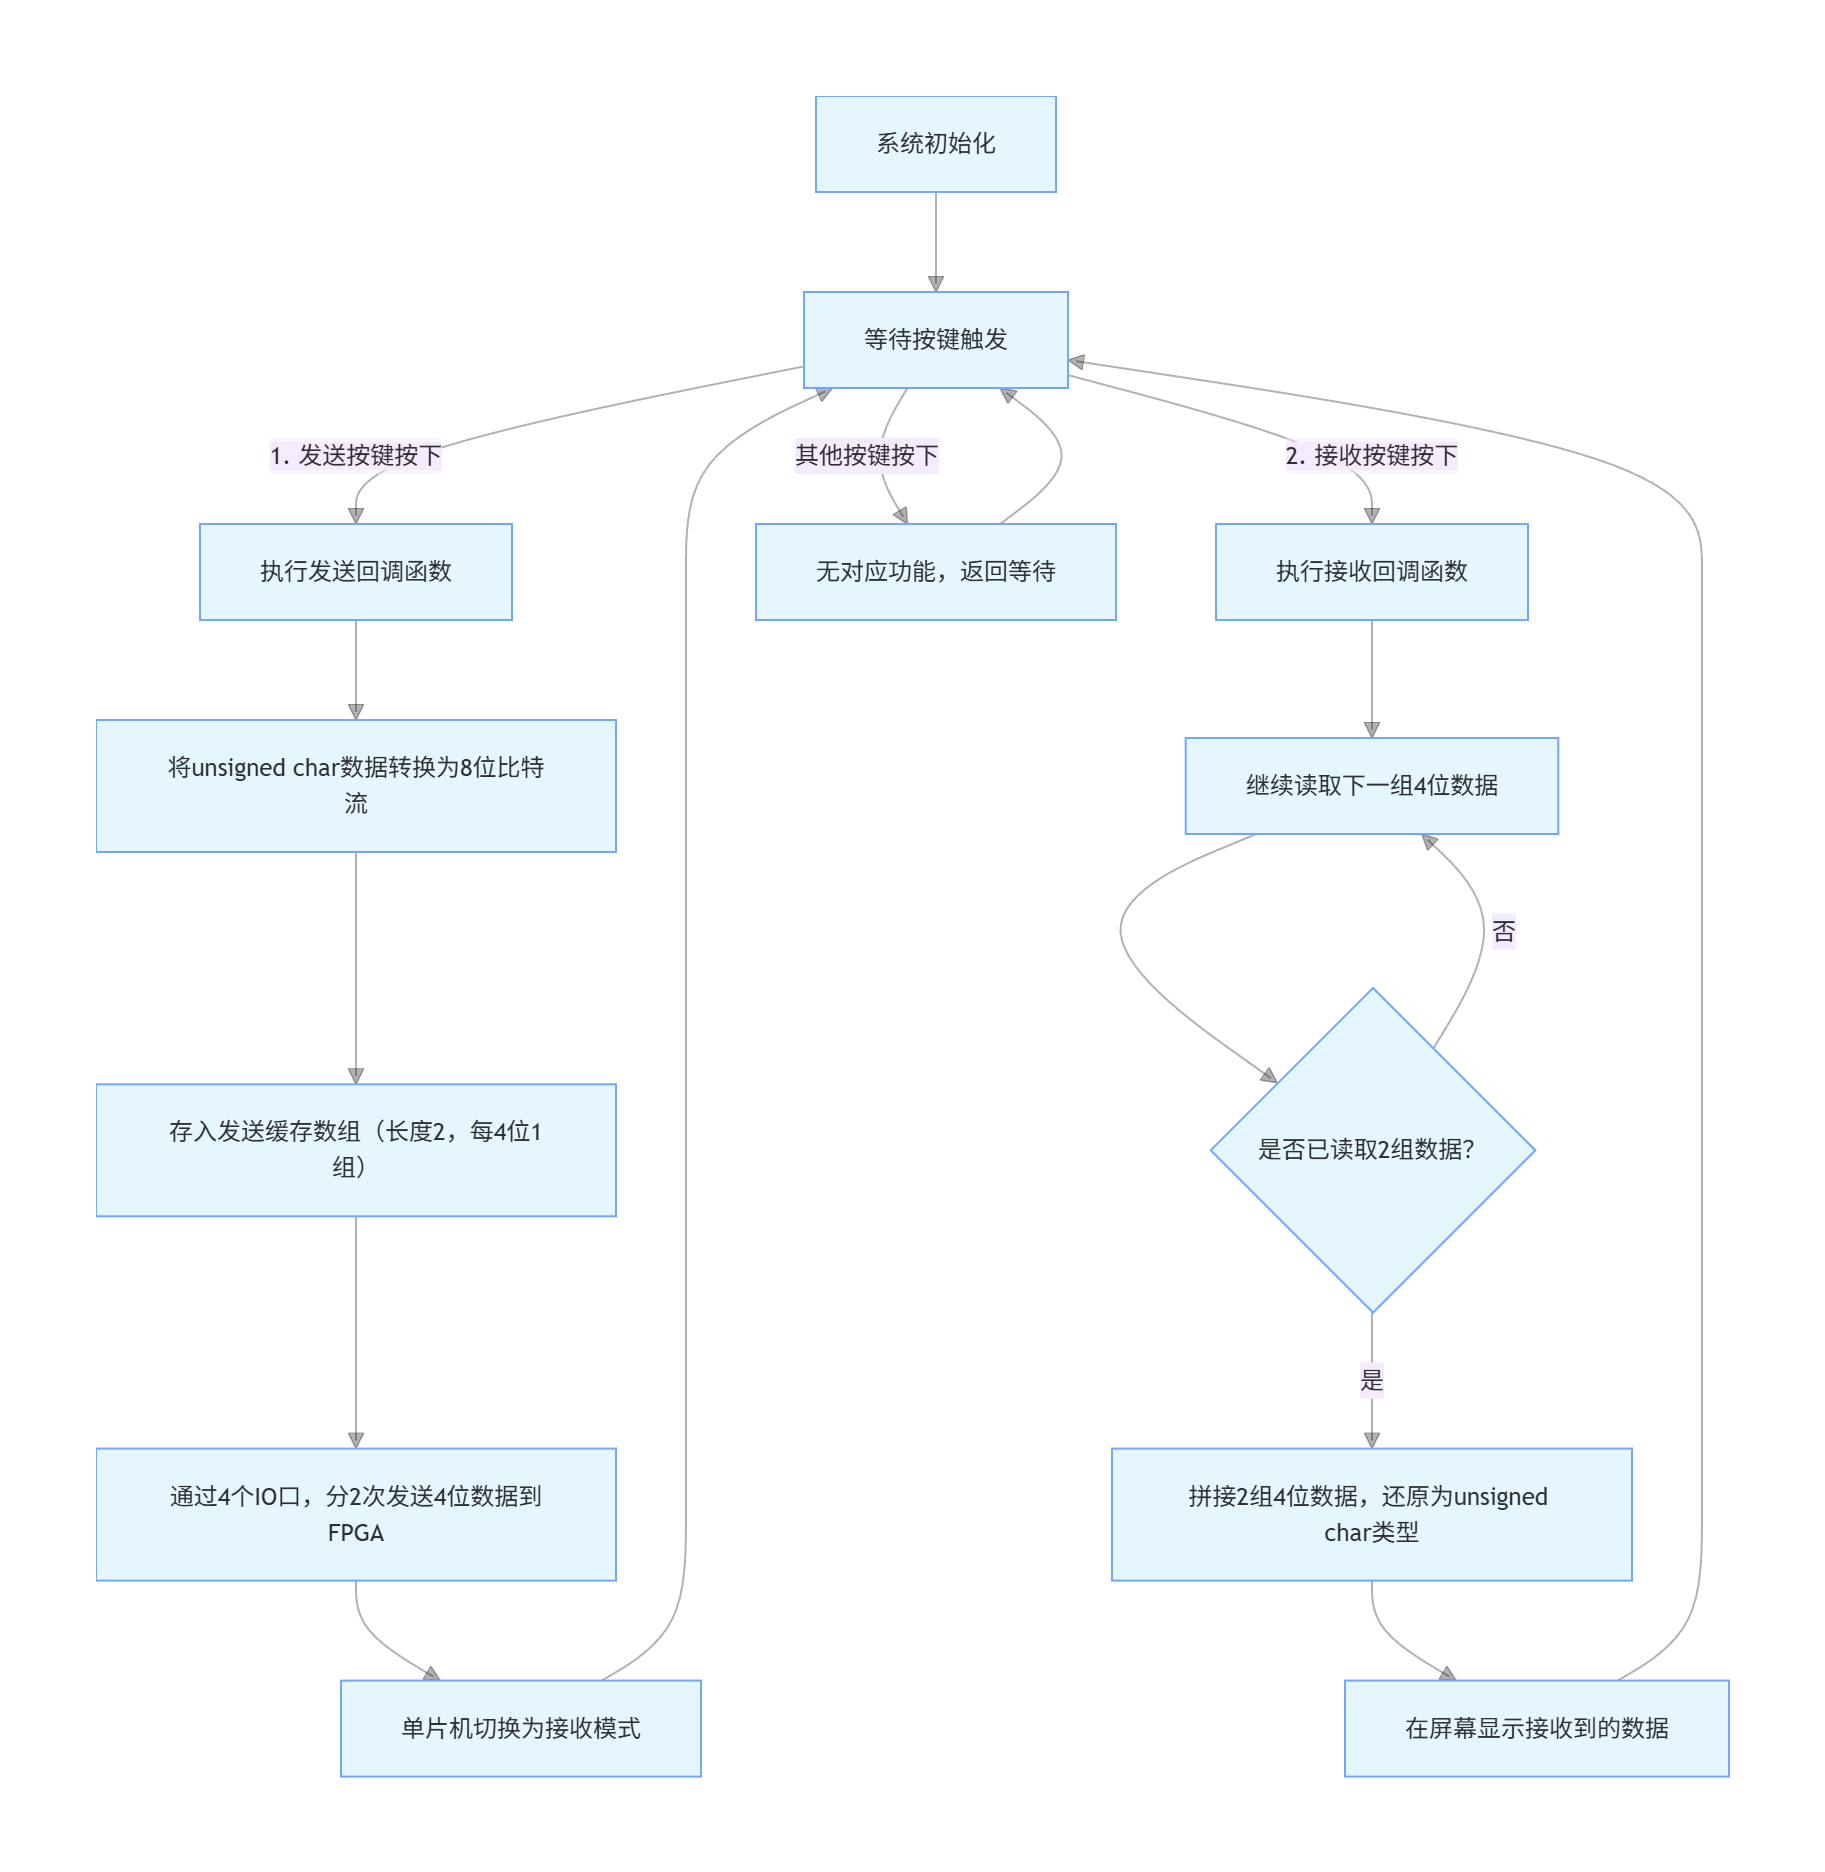 系统初始化
等待按键触发
1. 发送按键按下
其他按键按下
2. 接收按键按下
执行发送回调函数
无对应功能，返回等待
执行接收回调函数
将unsigned char数据转换为8位比特
流
继续读取下一组4位数据
否
存入发送缓存数组（长度2，每4位1
组）
是否已读取2组数据？
是
通过4个IO口，分2次发送4位数据到
FPGA
拼接2组4位数据，还原为unsigned
char类型
单片机切换为接收模式
在屏幕显示接收到的数据